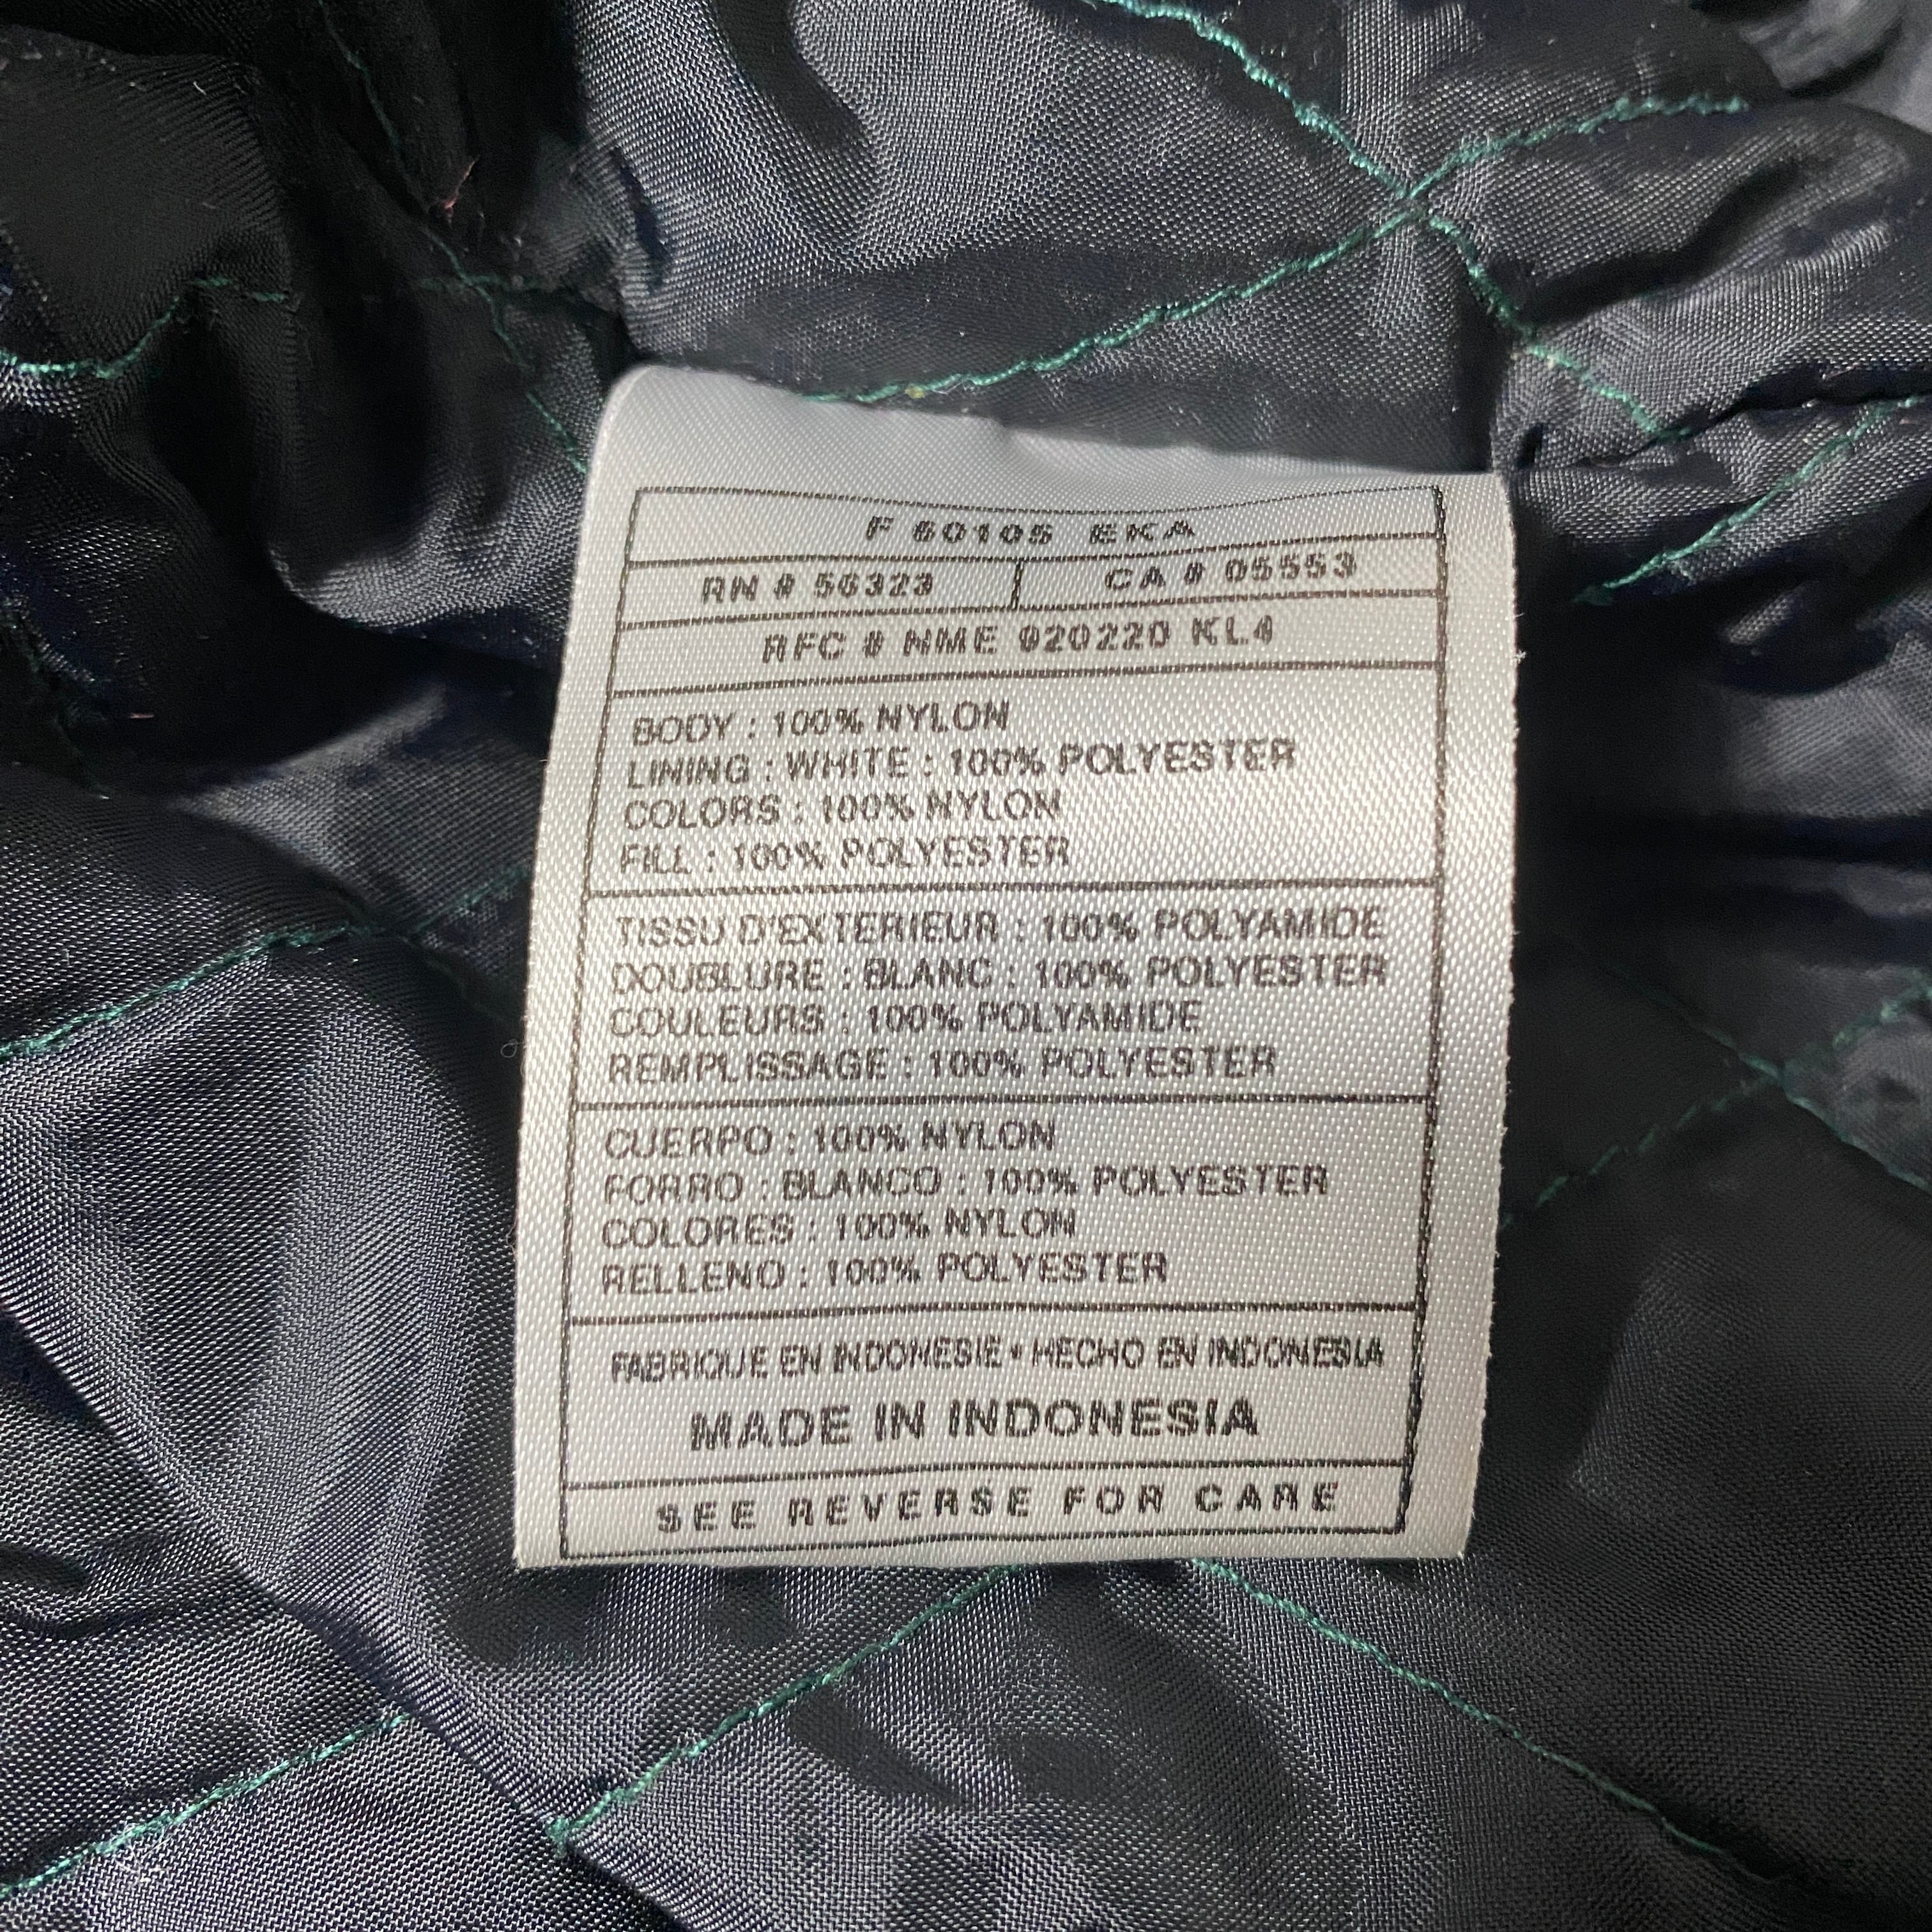 F 60105 EKA
RN # 56323 CA # 05553
RFC # NME 920220 KL4
BODY : 100% NYLON
LINING : WHITE : 100% POLYESTER
COLORS : 100% NYLON
FILL : 100% POLYESTER
TISSU D'EXTERIEUR : 100% POLYAMIDE
DOUBLURE : BLANC : 100% POLYESTER
COULEURS : 100% POLYAMIDE
REMPLISSAGE : 100% POLYESTER
CUERPO : 100% NYLON
FORRO : BLANCO : 100% POLYESTER
COLORES : 100% NYLON
RELLENO : 100% POLYESTER
FABRIQUE EN INDONESIE • HECHO EN INDONESIA
MADE IN INDONESIA
SEE REVERSE FOR CARE